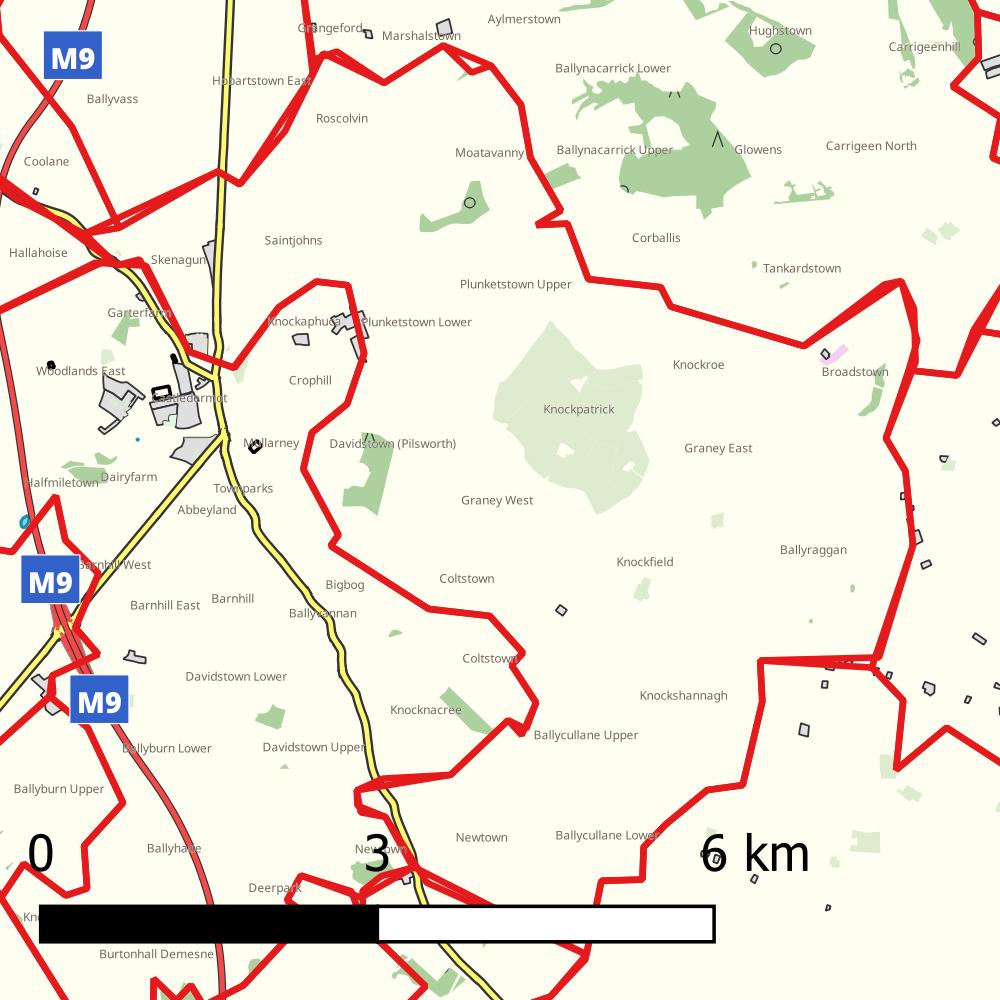 Aylmerstown
Grangeford
Marshalstown
Hughstown
Carrigeenhill
M9
Hobartstown East
Ballynacarrick Lower
Ballyvass
Roscolvin
Coolane
Moatavanny
Ballynacarrick Upper
Glowens
Carrigeen North
Saintjohns
Corballis
Hallahoise
Skenagun
Tankardstown
Plunketstown Upper
Garterfarm
Knockaphuca
Plunketstown Lower
Woodlands East
Crophill
Knockroe
Broadstown
Castledermot
Knockpatrick
Mullarney
Davidstown (Pilsworth)
Graney East
Halfmiletown
Dairyfarm
Townparks
Graney West
Abbeyland
Ballyraggan
Barnhill West
Knockfield
M9
Coltstown
Bigbog
Barnhill East
Barnhill
Ballyvannan
Coltstown
Davidstown Lower
Knockshannagh
M9
Knocknacree
Ballycullane Upper
Ballyburn Lower
Davidstown Upper
Ballyburn Upper
Newtown
Ballycullane Lower
Ballyhade
Newtown
0 3 6 km
Deerpark
Burtonhall Demesne